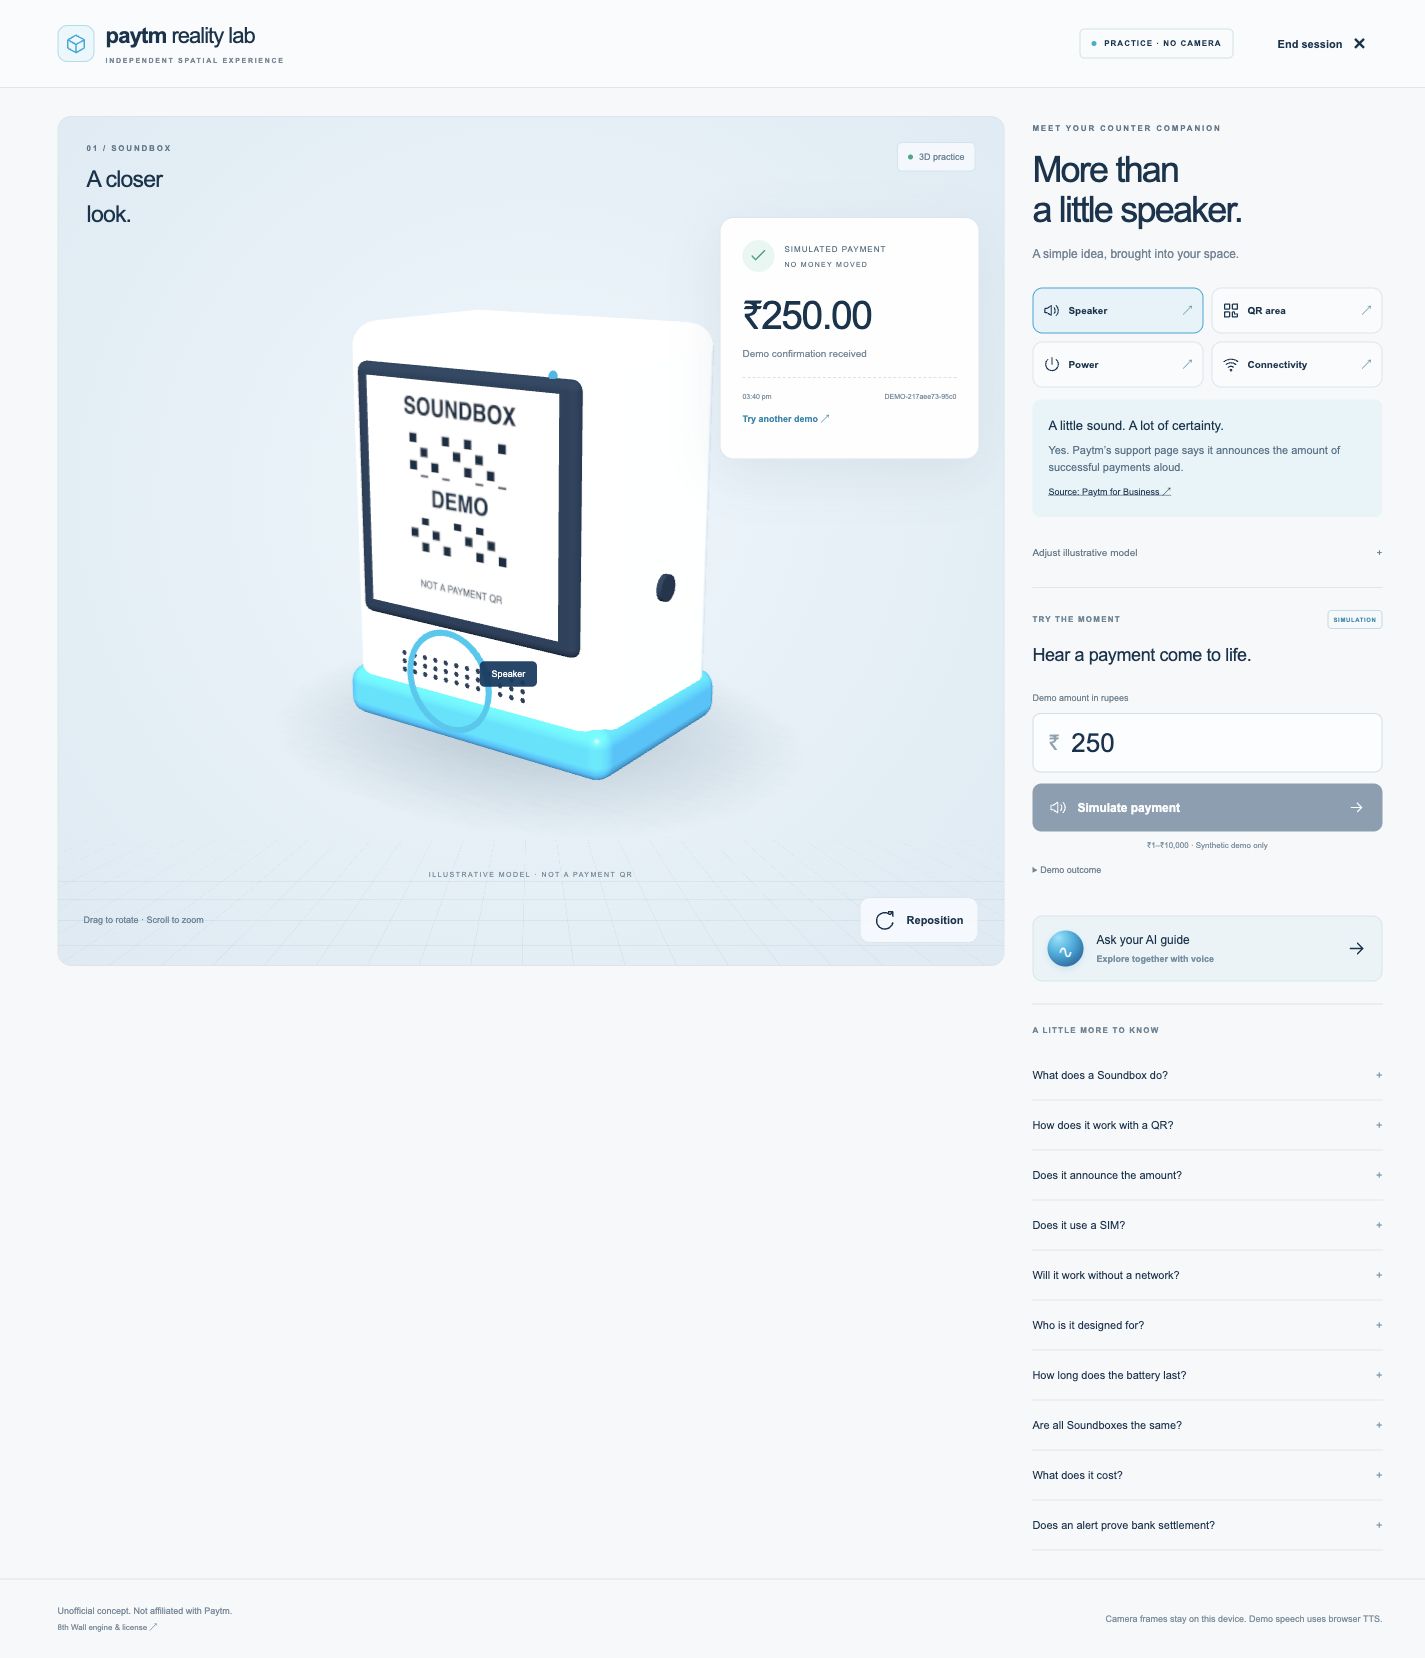 paytm reality lab
INDEPENDENT SPATIAL EXPERIENCE
PRACTICE · NO CAMERA
End session ✕
01 / SOUNDBOX
A closer
look.
3D practice
SIMULATED PAYMENT
NO MONEY MOVED
₹250.00
Demo confirmation received
03:40 pm DEMO-217aee73-95c0
Try another demo ↗
SOUNDBOX
DEMO
NOT A PAYMENT QR
Speaker
ILLUSTRATIVE MODEL · NOT A PAYMENT QR
Drag to rotate · Scroll to zoom
Reposition
MEET YOUR COUNTER COMPANION
More than
a little speaker.
A simple idea, brought into your space.
Speaker ↗
QR area ↗
Power ↗
Connectivity ↗
A little sound. A lot of certainty.
Yes. Paytm's support page says it announces the amount of
successful payments aloud.
Source: Paytm for Business ↗
Adjust illustrative model +
TRY THE MOMENT
SIMULATION
Hear a payment come to life.
Demo amount in rupees
₹ 250
Simulate payment →
₹1–₹10,000 · Synthetic demo only
▸ Demo outcome
Ask your AI guide
Explore together with voice
→
A LITTLE MORE TO KNOW
What does a Soundbox do? +
How does it work with a QR? +
Does it announce the amount? +
Does it use a SIM? +
Will it work without a network? +
Who is it designed for? +
How long does the battery last? +
Are all Soundboxes the same? +
What does it cost? +
Does an alert prove bank settlement? +
Unofficial concept. Not affiliated with Paytm.
8th Wall engine & license ↗
Camera frames stay on this device. Demo speech uses browser TTS.